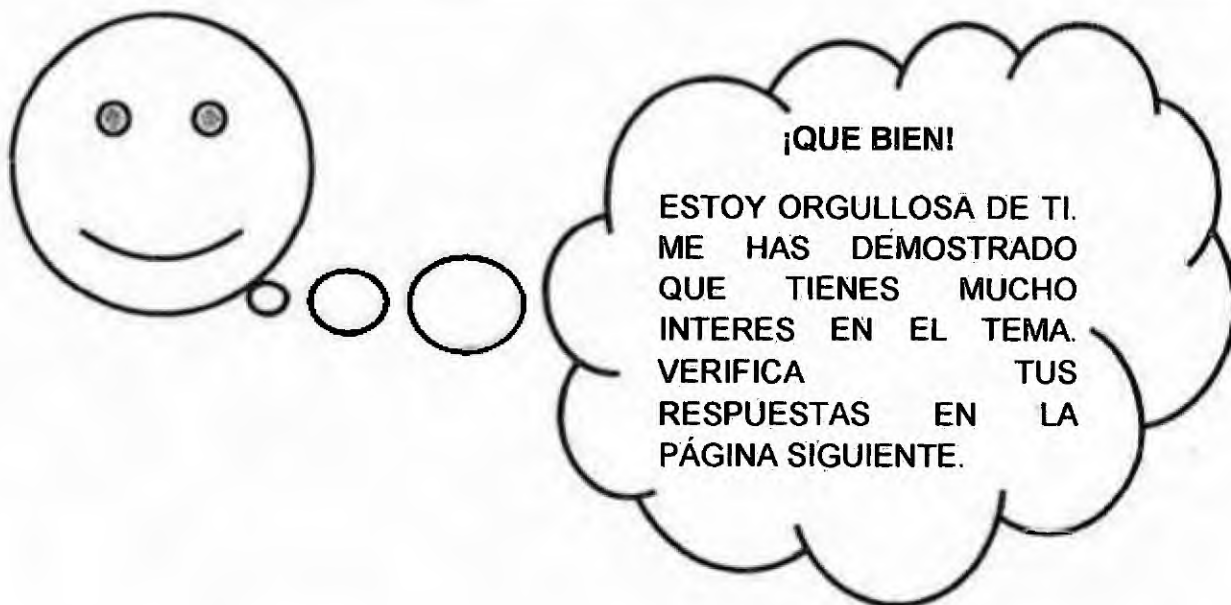 ¡QUE BIEN!
ESTOY ORGULLOSA DE TI.
ME HAS DEMOSTRADO
QUE TIENES MUCHO
INTERES EN EL TEMA.
VERIFICA TUS
RESPUESTAS EN LA
PÁGINA SIGUIENTE.